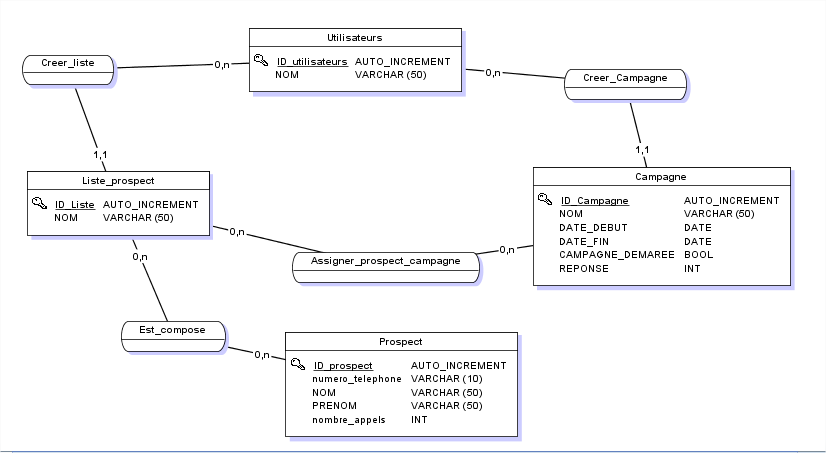 Utilisateurs
ID_utilisateurs AUTO_INCREMENT
NOM VARCHAR (50)
Creer_liste
0,n
0,n
Creer_Campagne
1,1
1,1
Liste_prospect
ID_Liste AUTO_INCREMENT
NOM VARCHAR (50)
Campagne
ID_Campagne AUTO_INCREMENT
NOM VARCHAR (50)
DATE_DEBUT DATE
DATE_FIN DATE
CAMPAGNE_DEMAREE BOOL
REPONSE INT
0,n
0,n
Assigner_prospect_campagne
0,n
Est_compose
0,n
Prospect
ID_prospect AUTO_INCREMENT
numero_telephone VARCHAR (10)
NOM VARCHAR (50)
PRENOM VARCHAR (50)
nombre_appels INT